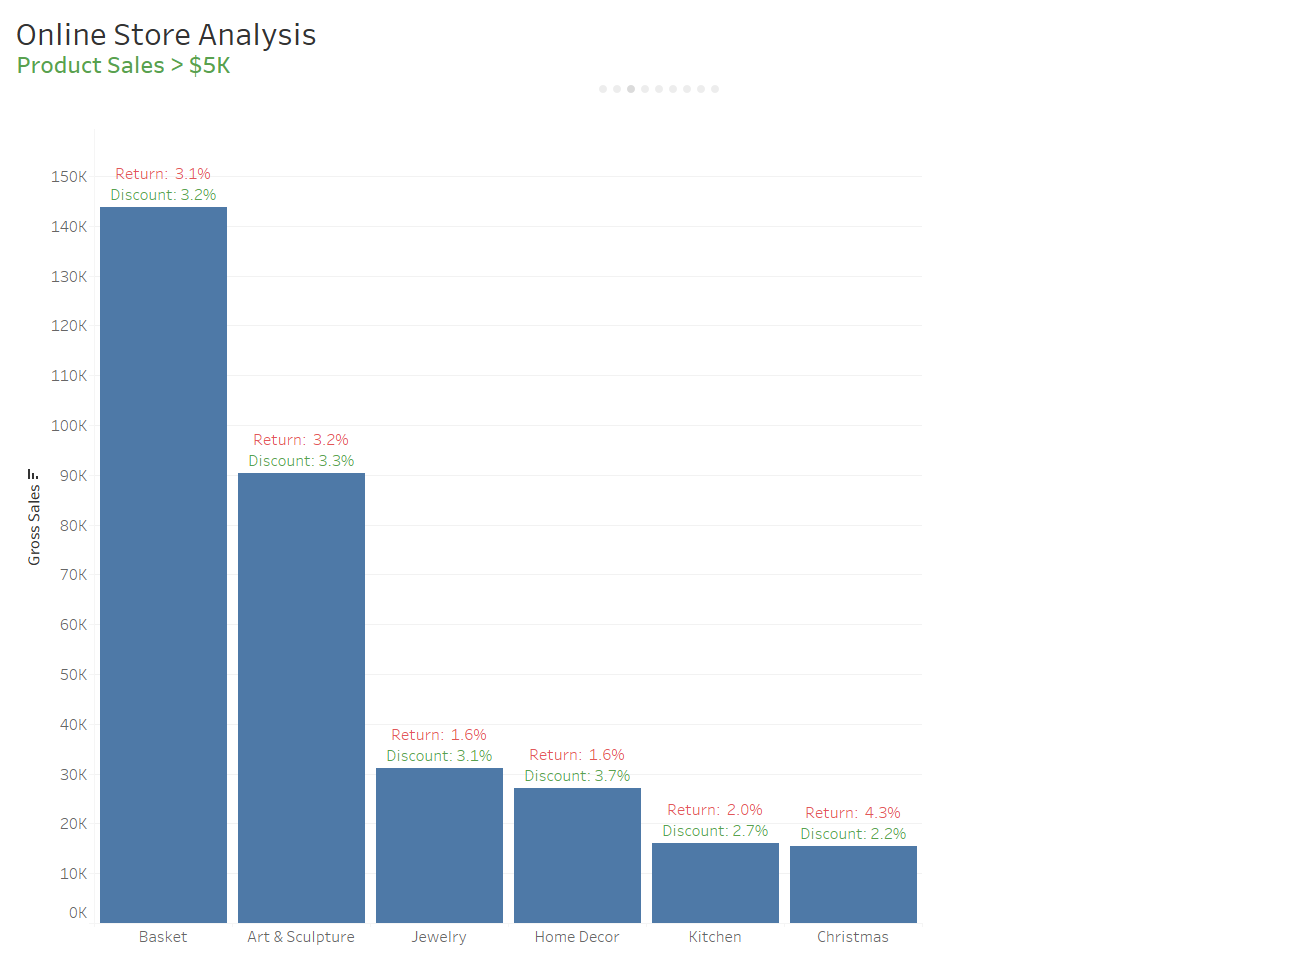 Online Store Analysis
Product Sales > $5K
150K
140K
130K
120K
110K
100K
90K
80K
70K
60K
50K
40K
30K
20K
10K
0K
Gross Sales
Return: 3.1%
Discount: 3.2%
Return: 3.2%
Discount: 3.3%
Return: 1.6%
Discount: 3.1%
Return: 1.6%
Discount: 3.7%
Return: 2.0%
Discount: 2.7%
Return: 4.3%
Discount: 2.2%
Basket
Art & Sculpture
Jewelry
Home Decor
Kitchen
Christmas